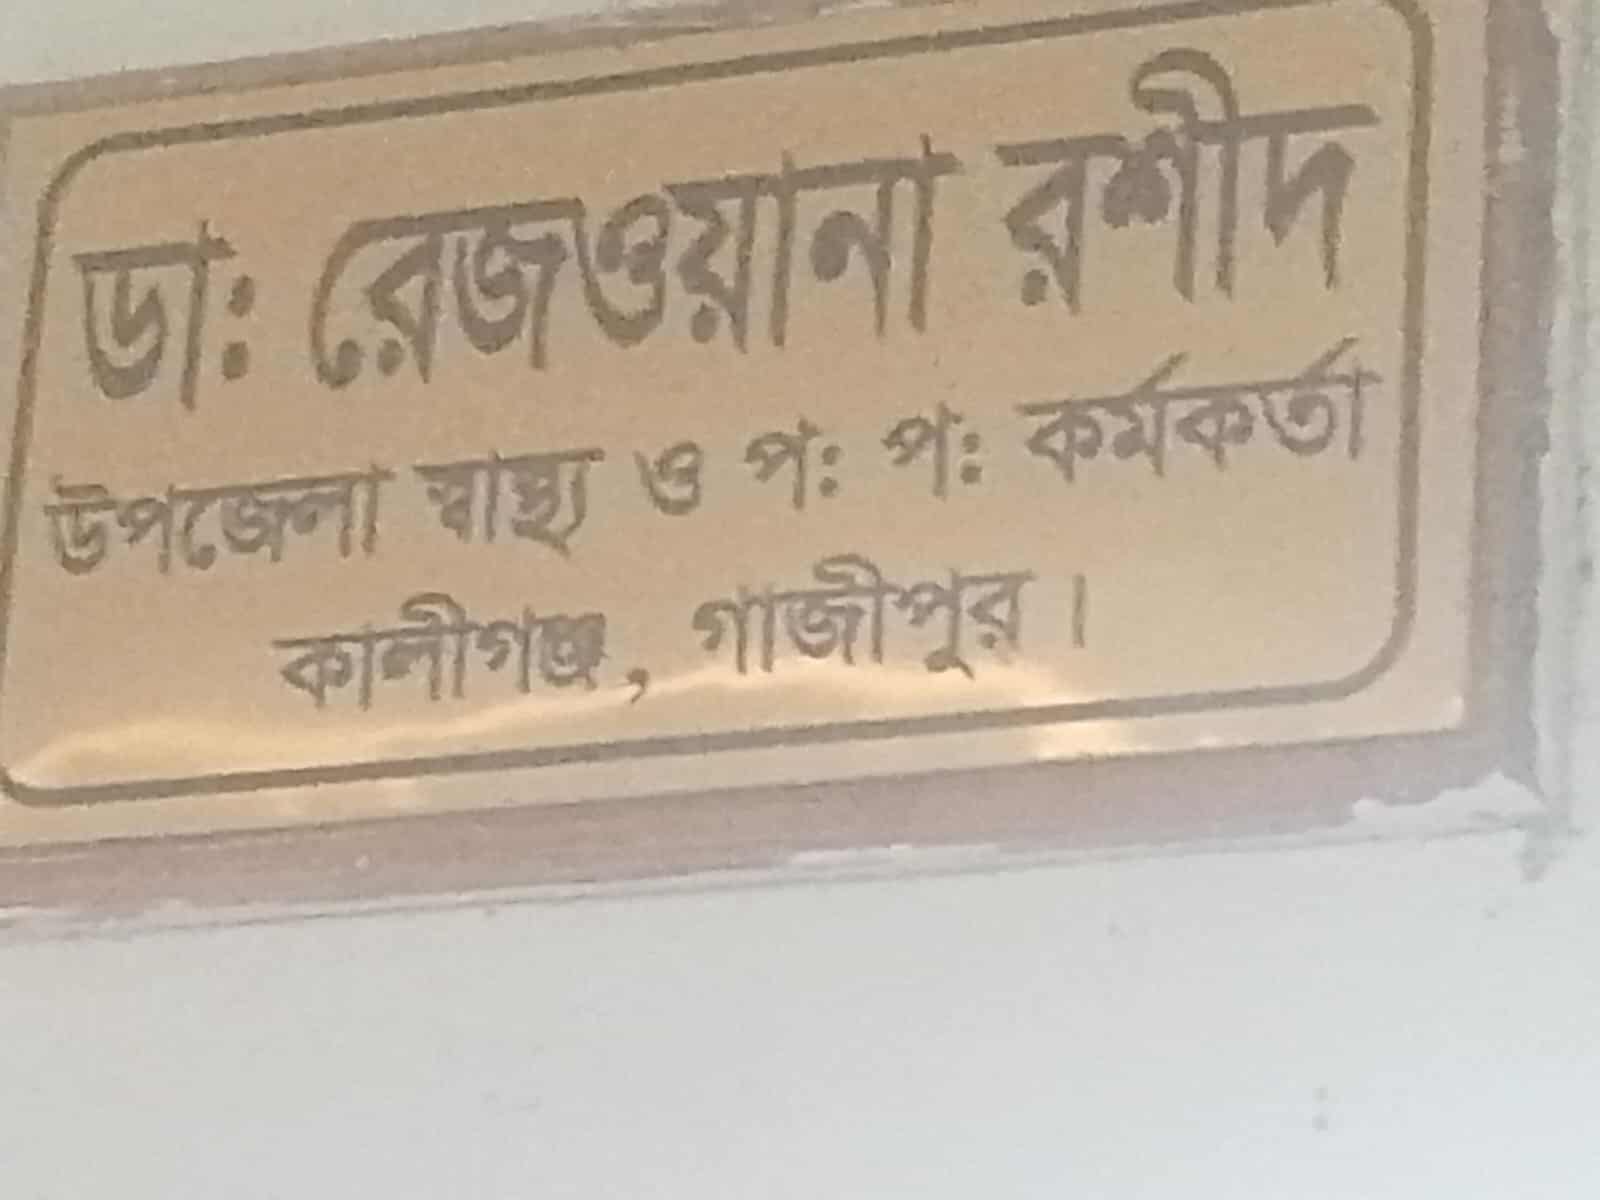 ডা: রেজওয়ানা রশীদ
উপজেলা স্বাস্থ্য ও প: প: কর্মকর্তা
কালীগঞ্জ, গাজীপুর।